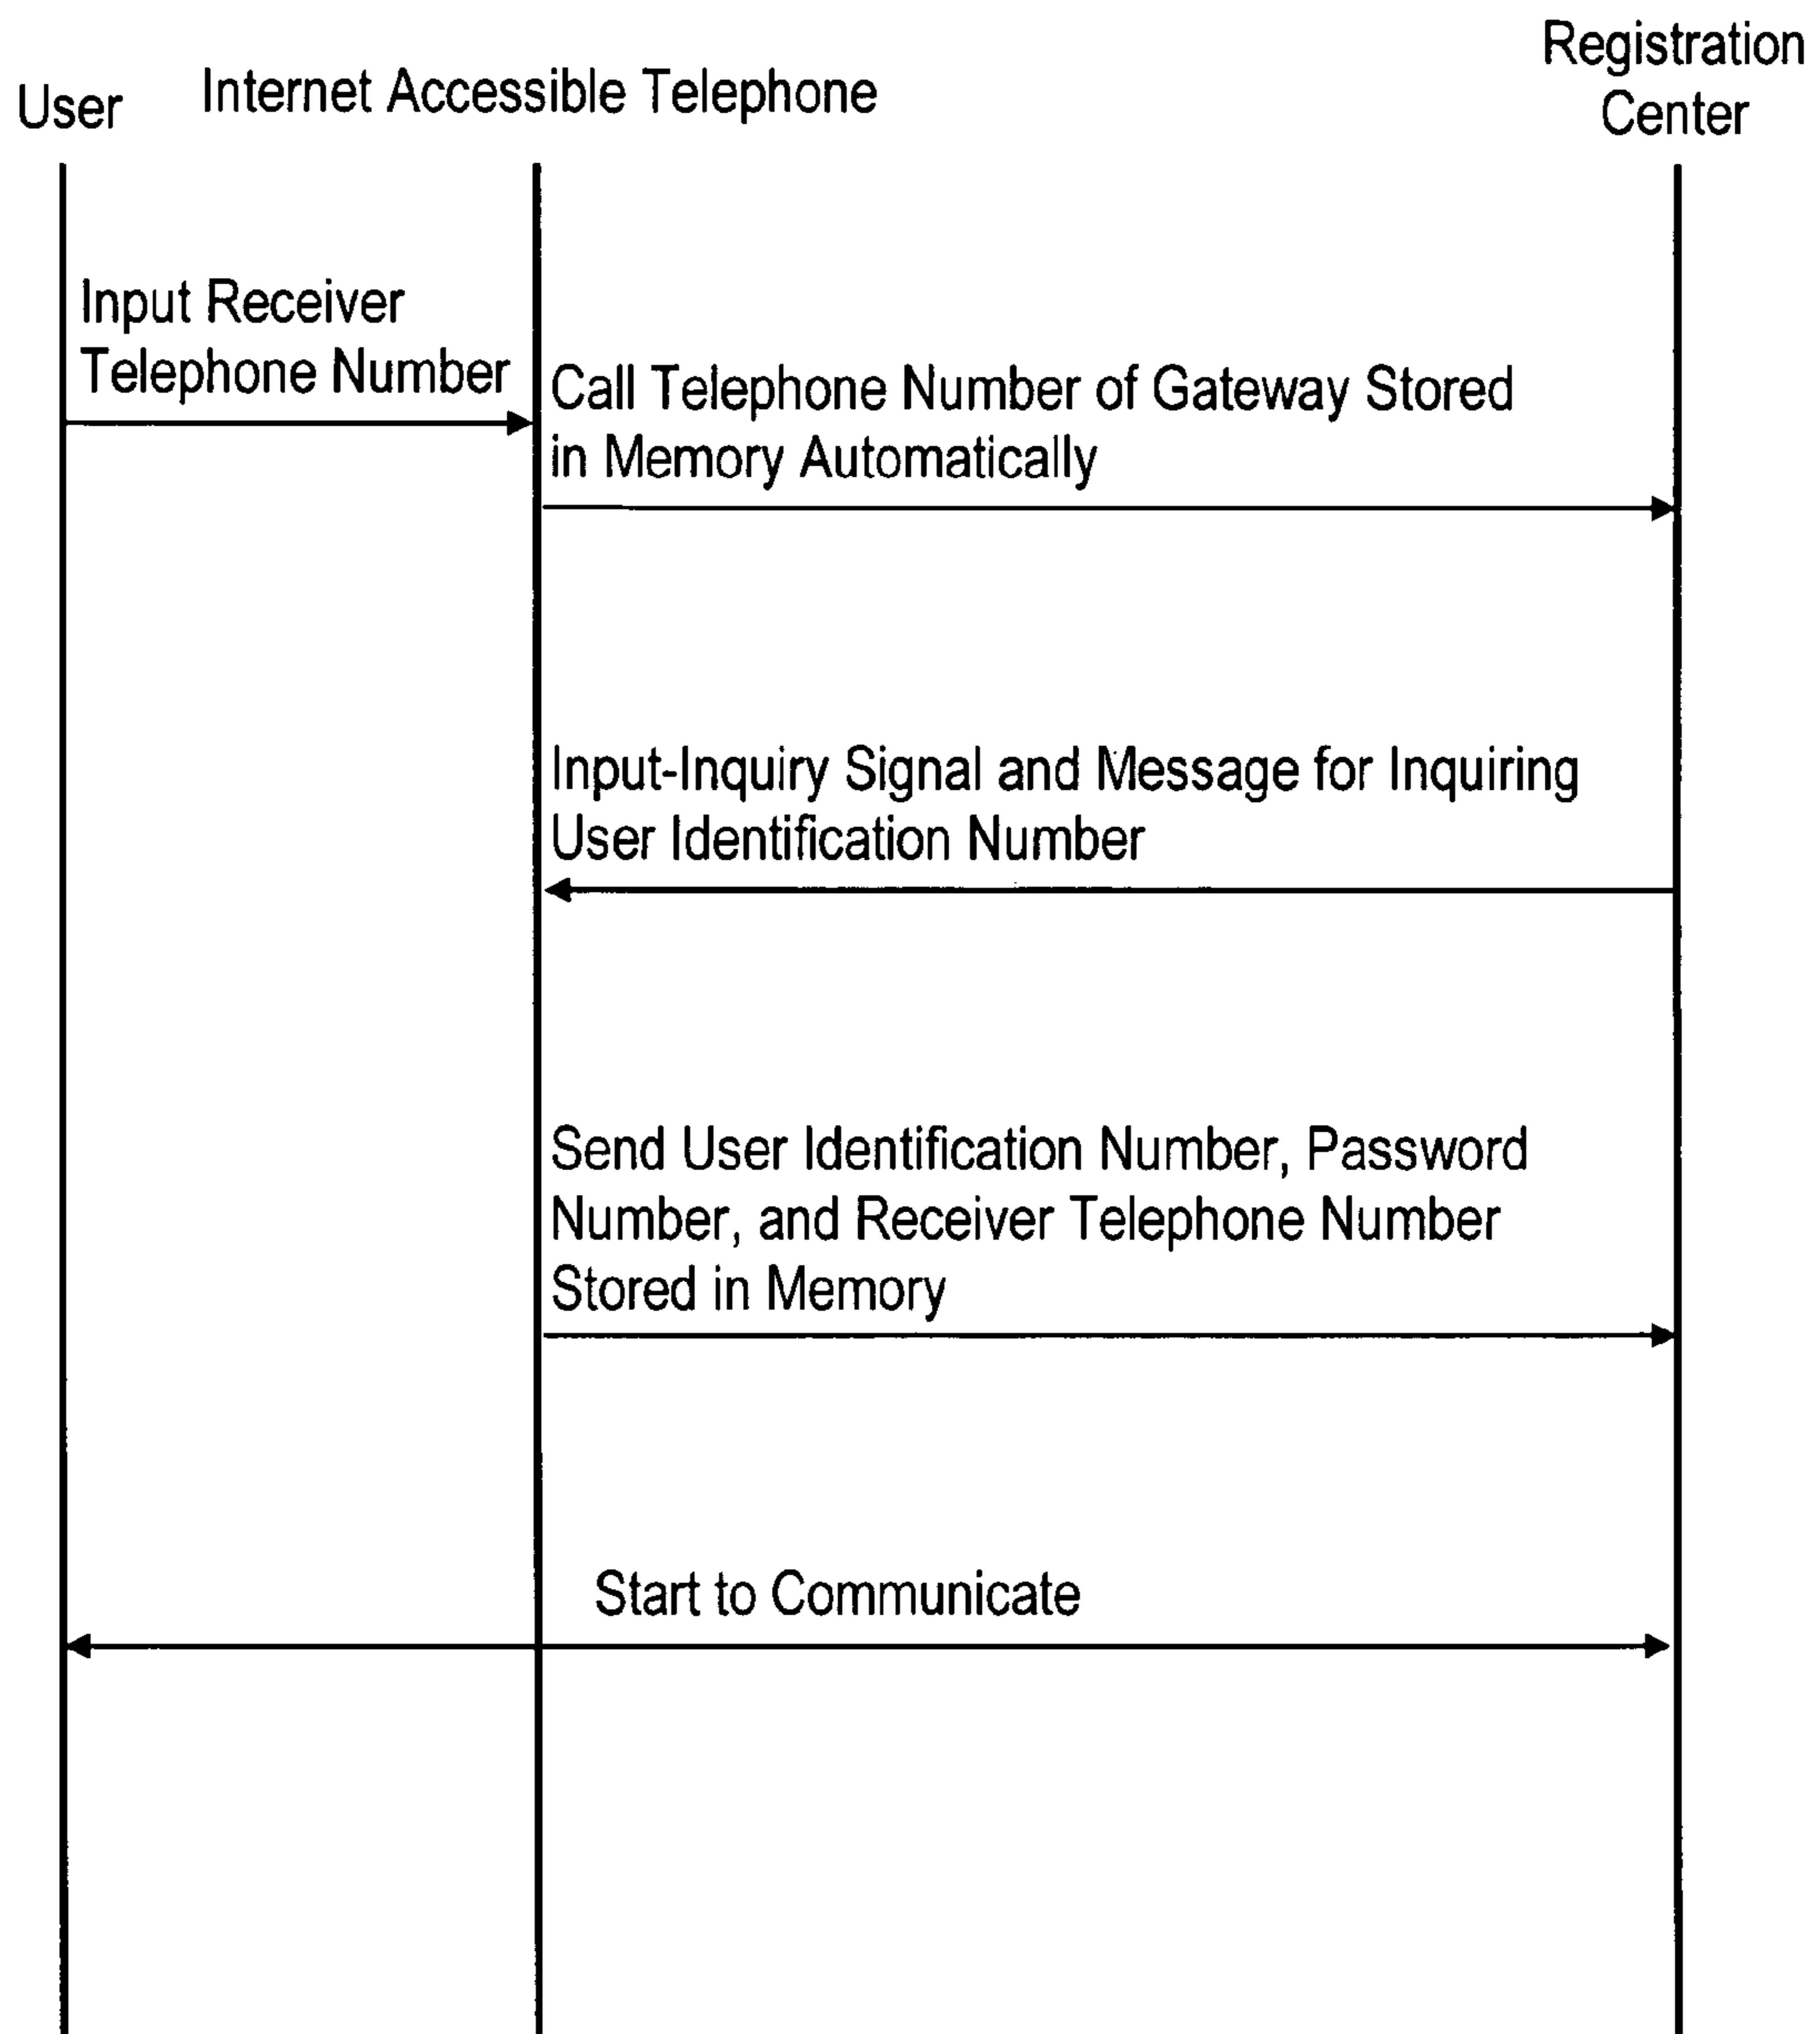 User
Internet Accessible Telephone
Registration
Center
Input Receiver
Telephone Number
Call Telephone Number of Gateway Stored
in Memory Automatically
Input-Inquiry Signal and Message for Inquiring
User Identification Number
Send User Identification Number, Password
Number, and Receiver Telephone Number
Stored in Memory
Start to Communicate